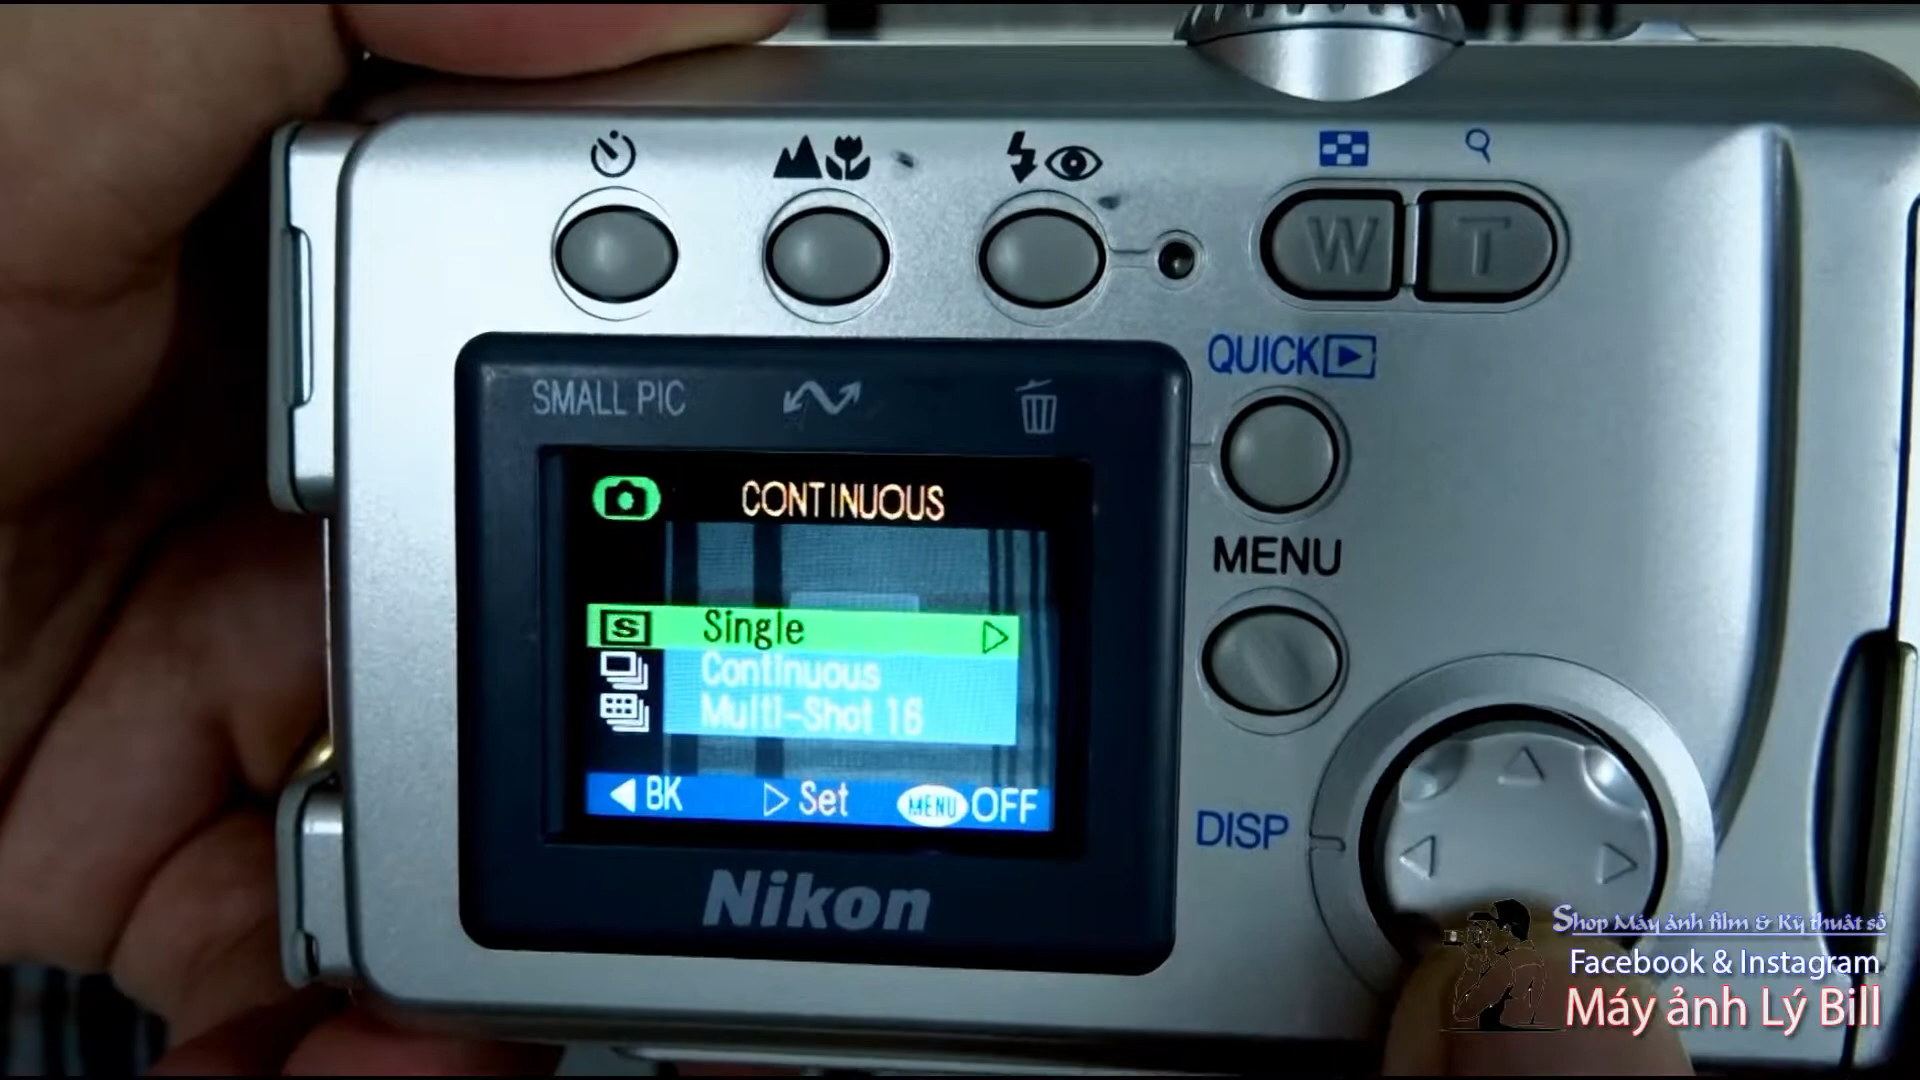 W T
QUICK
SMALL PIC
CONTINUOUS
MENU
S Single
Continuous
Multi-Shot 16
BK Set MENU OFF
DISP
Nikon
Shop Máy ảnh film & Kỹ thuật số
Facebook & Instagram
Máy ảnh Lý Bill